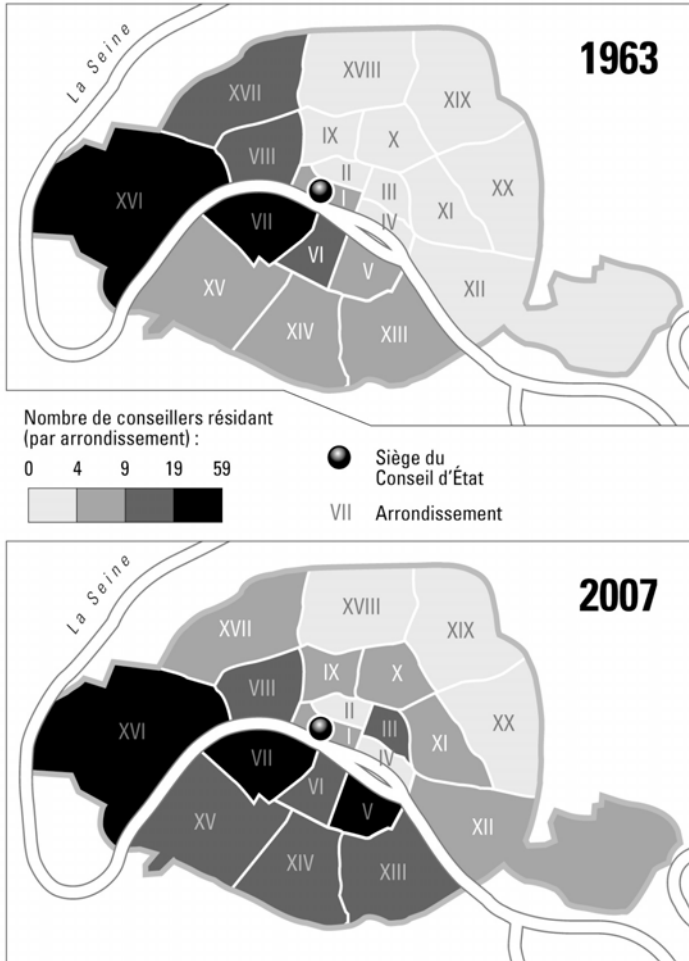 1963
La Seine
XVIII
XVII
XIX
IX
X
VIII
II
III
XX
XVI
I
XI
IV
VII
VI
V
XV
XII
XIV
XIII
Nombre de conseillers résidant
(par arrondissement) :
0 4 9 19 59
Siège du
Conseil d'État
VII Arrondissement
2007
La Seine
XVIII
XVII
XIX
IX
X
VIII
II
III
XX
XVI
I
XI
IV
VII
VI
V
XV
XII
XIV
XIII